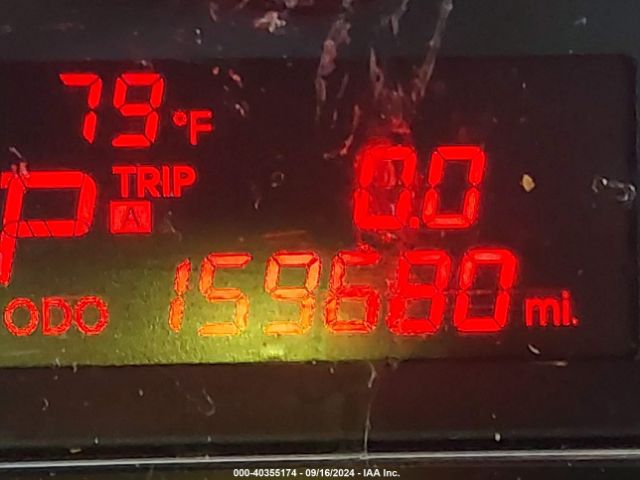 79 °F
TRIP 0.0
P A
ODO 159680 mi.
000-40355174 - 09/16/2024 - IAA Inc.